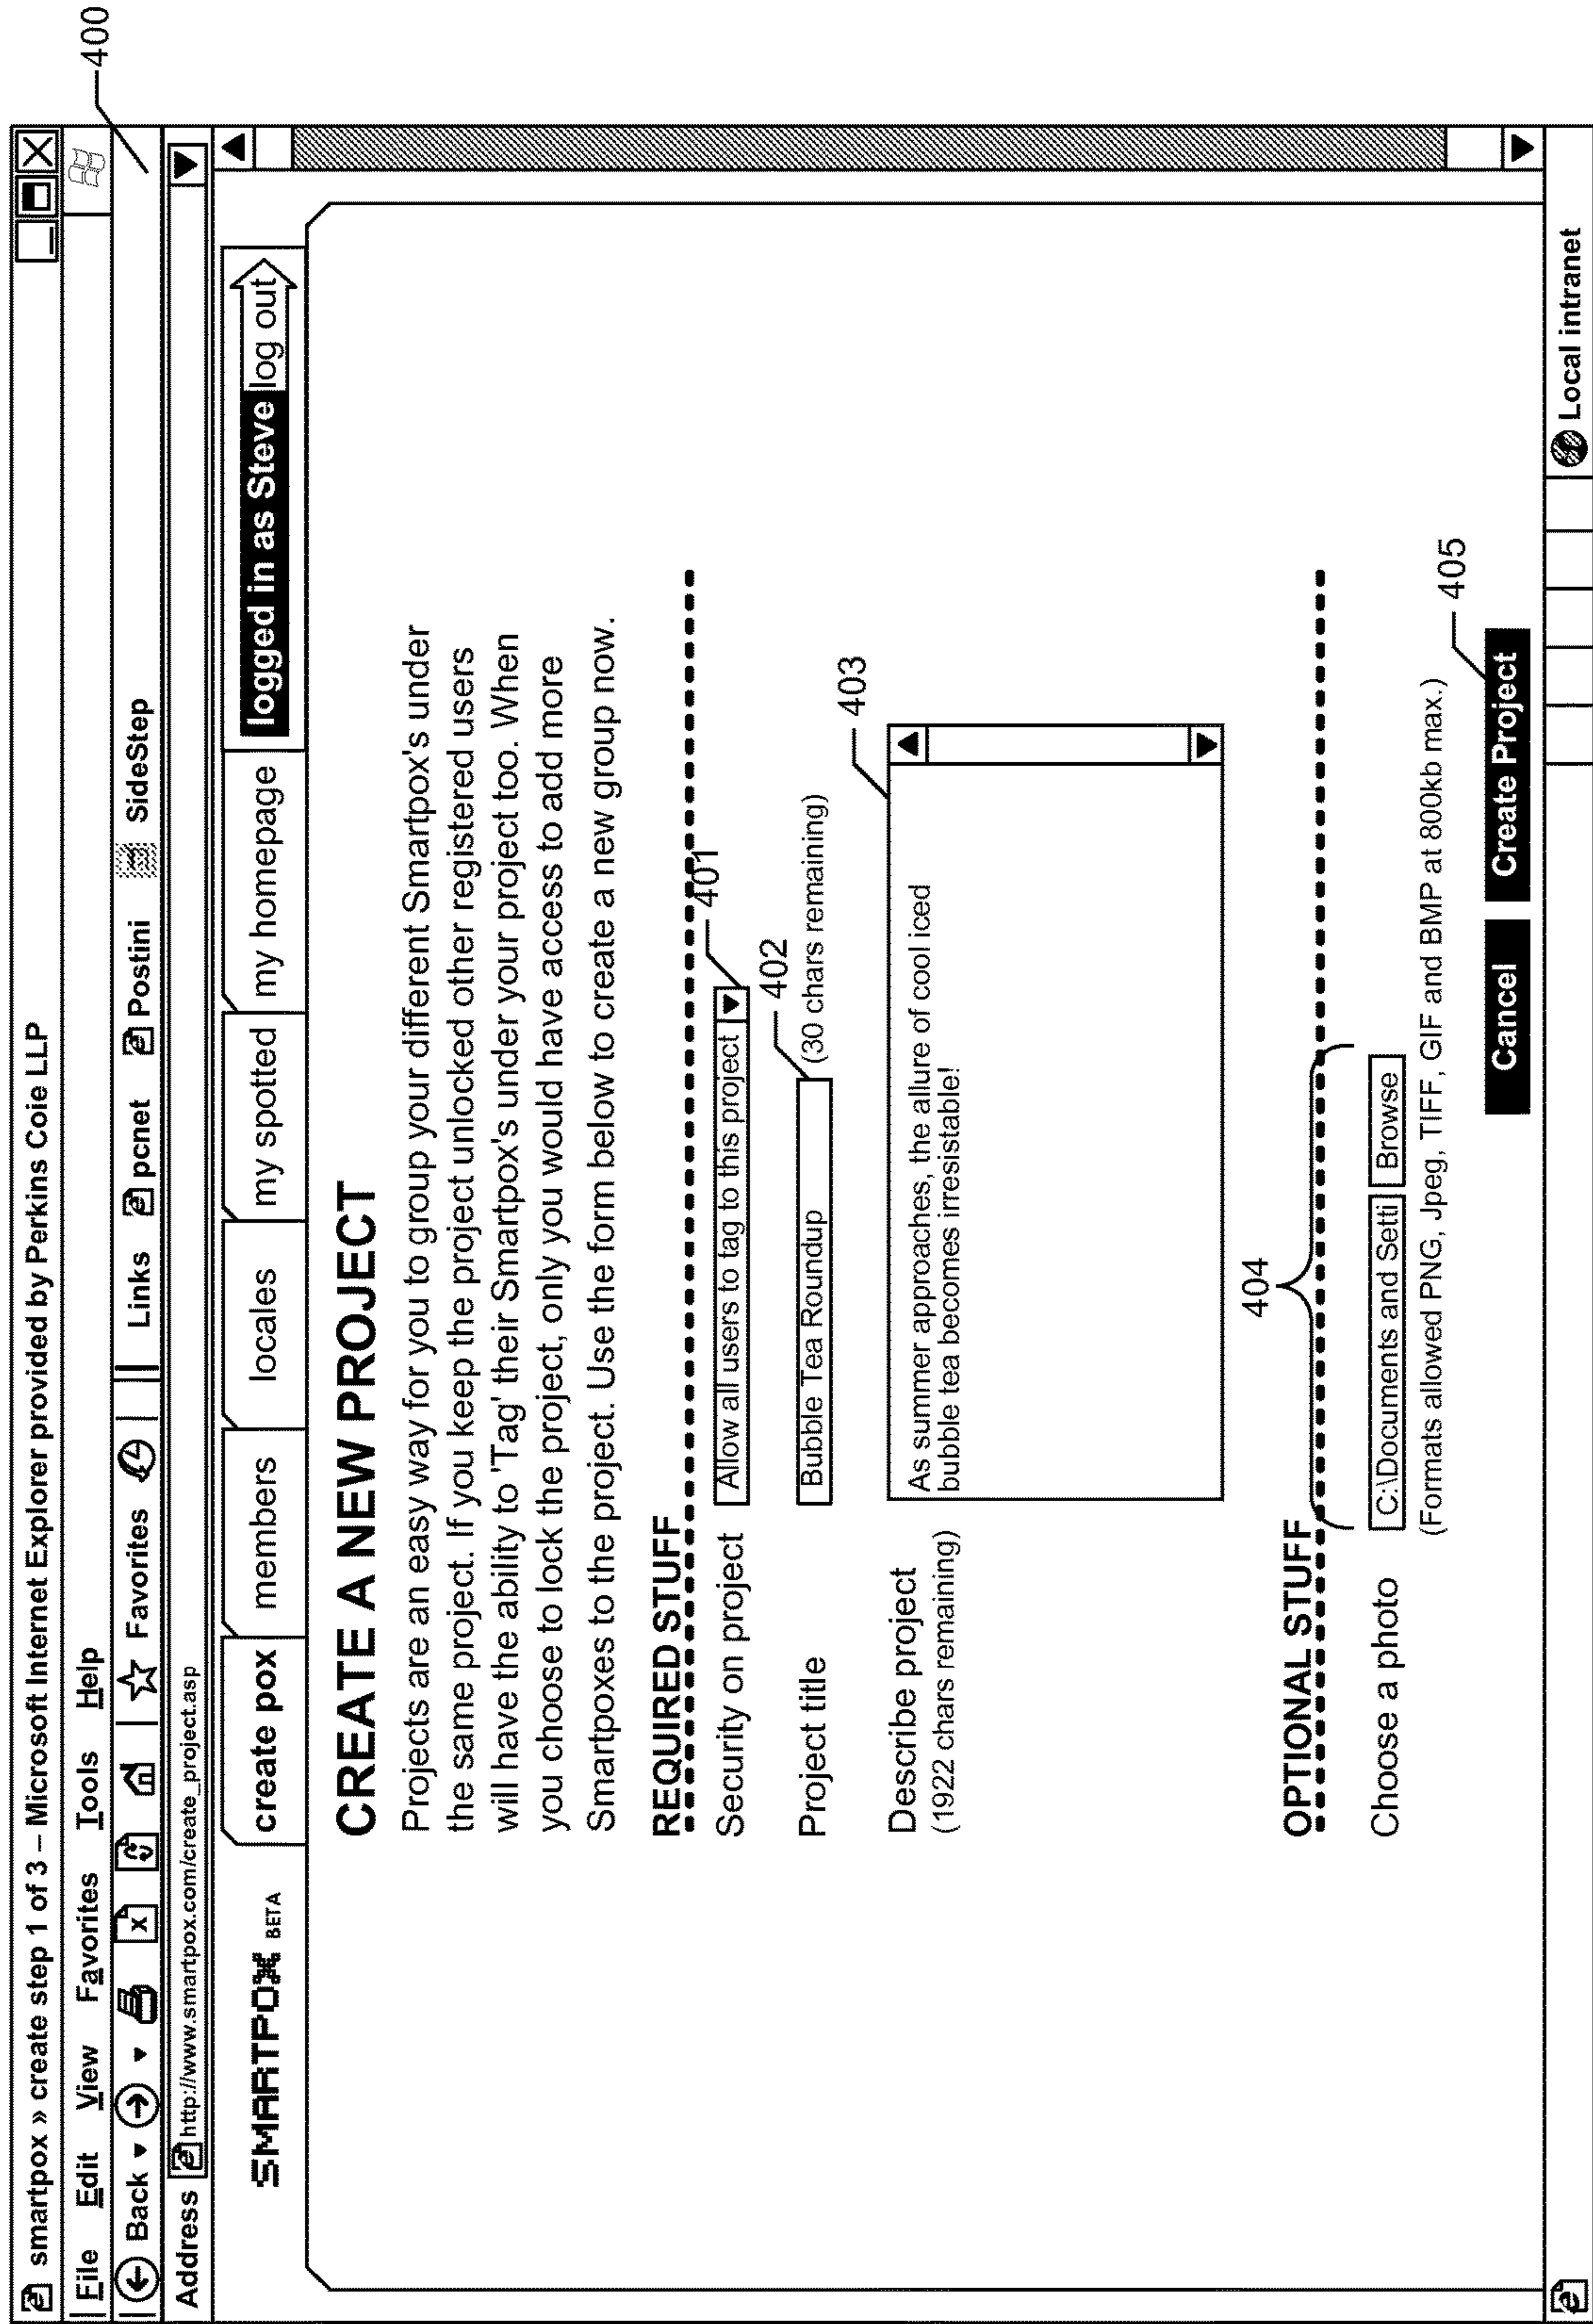 smartpox » create step 1 of 3 – Microsoft Internet Explorer provided by Perkins Coie LLP
File Edit View Favorites Tools Help
Back Favorites Links pcnet Postini SideStep
400
Address http://www.smartpox.com/create_project.asp
SMARTPOX BETA create pox members locales my spotted my homepage logged in as Steve log out
CREATE A NEW PROJECT
Projects are an easy way for you to group your different Smartpox's under
the same project. If you keep the project unlocked other registered users
will have the ability to 'Tag' their Smartpox's under your project too. When
you choose to lock the project, only you would have access to add more
Smartpoxes to the project. Use the form below to create a new group now.
REQUIRED STUFF
401
Security on project Allow all users to tag to this project
402
Project title Bubble Tea Roundup (30 chars remaining)
403
Describe project As summer approaches, the allure of cool iced
(1922 chars remaining) bubble tea becomes irresistable!
404
OPTIONAL STUFF
Choose a photo C:\Documents and Setti Browse
(Formats allowed PNG, Jpeg, TIFF, GIF and BMP at 800kb max.)
405
Cancel Create Project
Local intranet